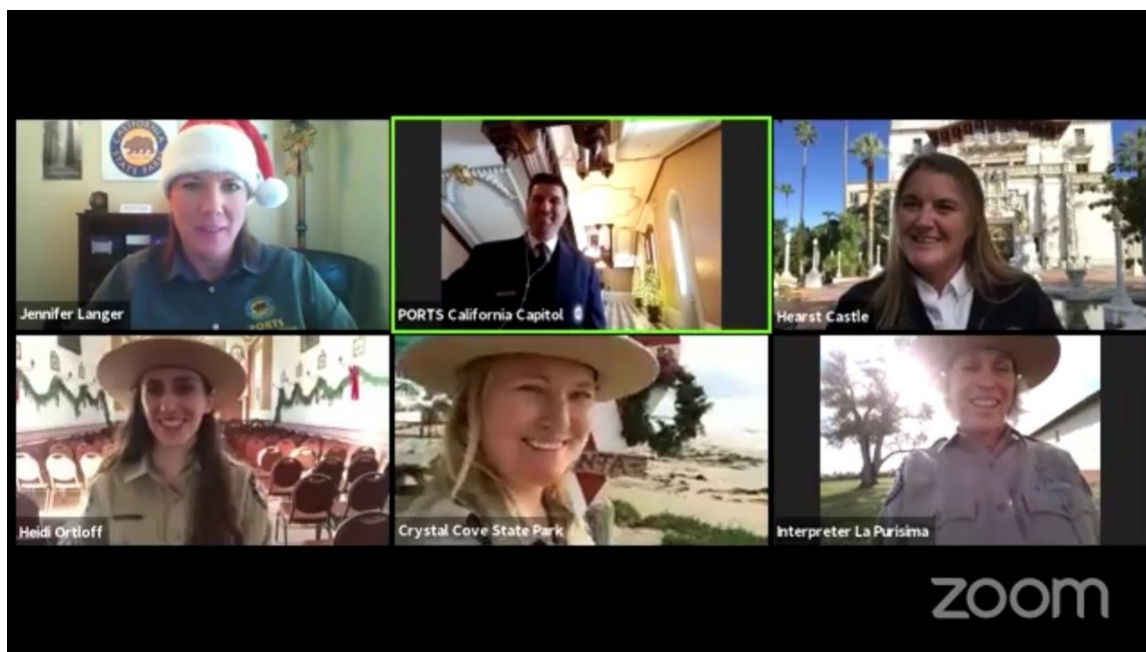 CALIFORNIA
STATE PARKS
Jennifer Langer
PORTS
PORTS California Capitol
Hearst Castle
Heidi Ortloff
Crystal Cove State Park
Interpreter La Purisima
zoom